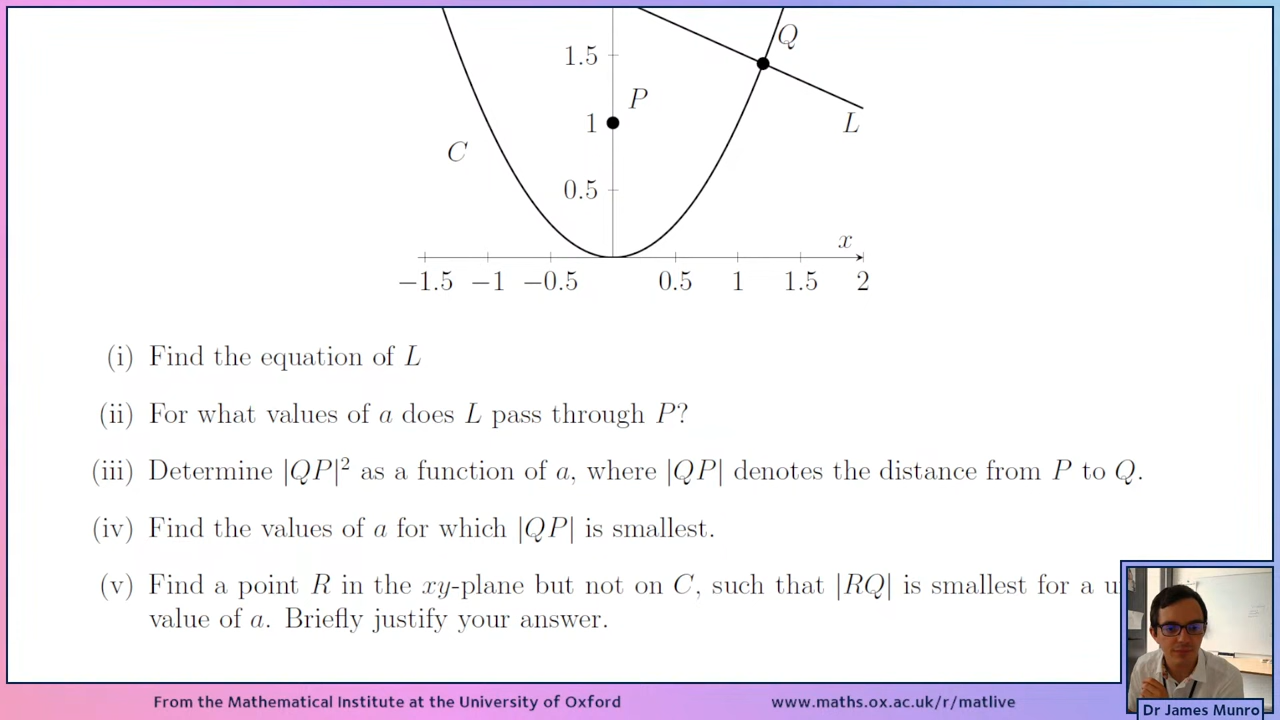 1.5
Q
P
1
L
C
0.5
x
−1.5 −1 −0.5 0.5 1 1.5 2
(i) Find the equation of L
(ii) For what values of a does L pass through P?
(iii) Determine |QP|² as a function of a, where |QP| denotes the distance from P to Q.
(iv) Find the values of a for which |QP| is smallest.
(v) Find a point R in the xy-plane but not on C, such that |RQ| is smallest for a u
value of a. Briefly justify your answer.
From the Mathematical Institute at the University of Oxford www.maths.ox.ac.uk/r/matlive
Dr James Munro